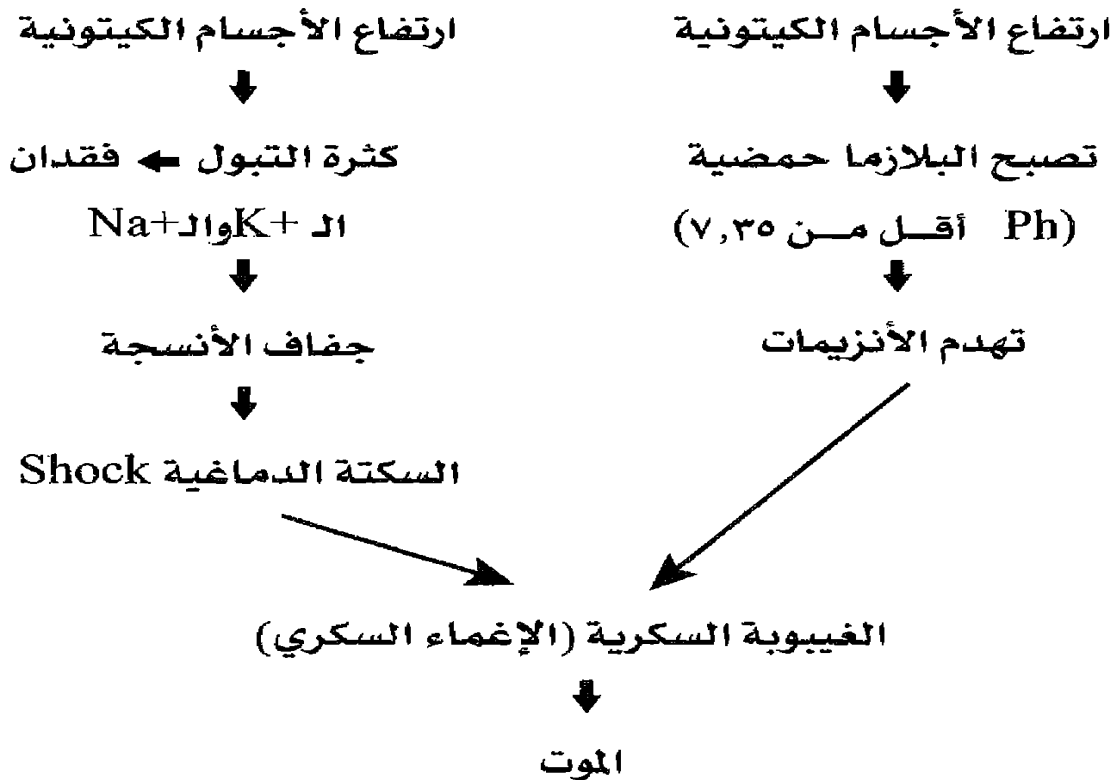 ارتفاع الأجسام الكيتونية
تصبح البلازما حمضية
(Ph أقل من ٧,٣٥)
تهدم الأنزيمات
ارتفاع الأجسام الكيتونية
كثرة التبول فقدان
الـ +K والـ +Na
جفاف الأنسجة
السكتة الدماغية Shock
الغيبوبة السكرية (الإغماء السكري)
الموت